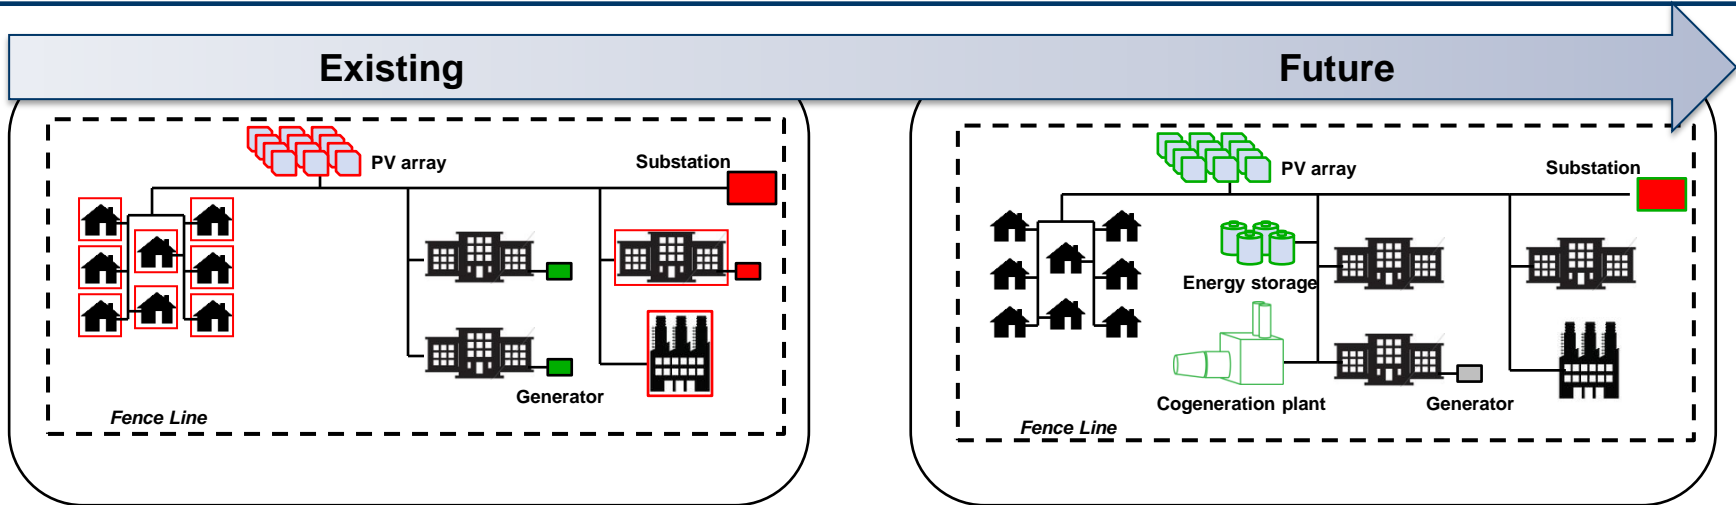 Existing
Future
PV array
Substation
Generator
Fence Line
PV array
Substation
Energy storage
Cogeneration plant
Generator
Fence Line